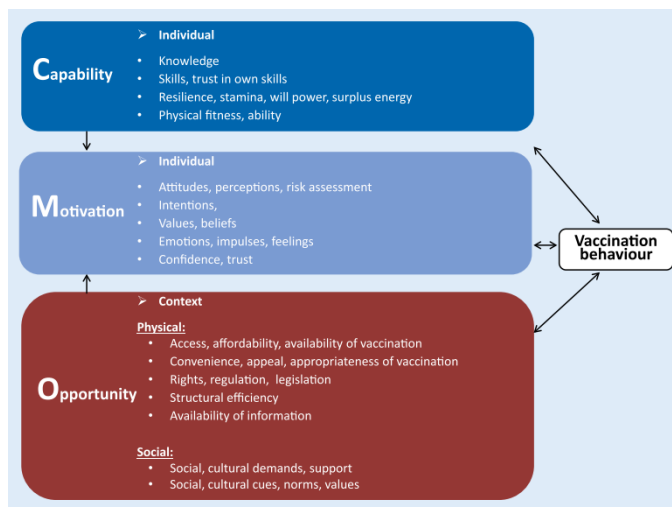 Capability
➢ Individual
• Knowledge
• Skills, trust in own skills
• Resilience, stamina, will power, surplus energy
• Physical fitness, ability
Motivation
➢ Individual
• Attitudes, perceptions, risk assessment
• Intentions,
• Values, beliefs
• Emotions, impulses, feelings
• Confidence, trust
Vaccination
behaviour
Opportunity
➢ Context
Physical:
• Access, affordability, availability of vaccination
• Convenience, appeal, appropriateness of vaccination
• Rights, regulation, legislation
• Structural efficiency
• Availability of information
Social:
• Social, cultural demands, support
• Social, cultural cues, norms, values